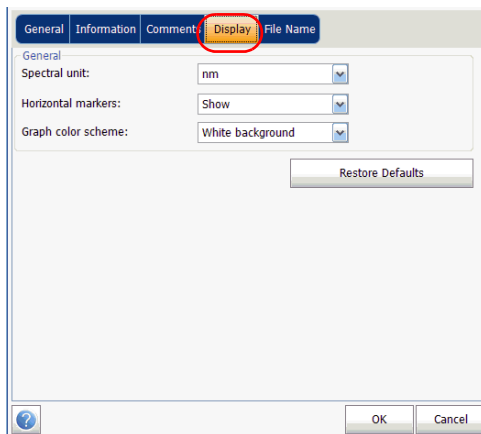 General Information Comments Display File Name
General
Spectral unit: nm
Horizontal markers: Show
Graph color scheme: White background
Restore Defaults
? OK Cancel